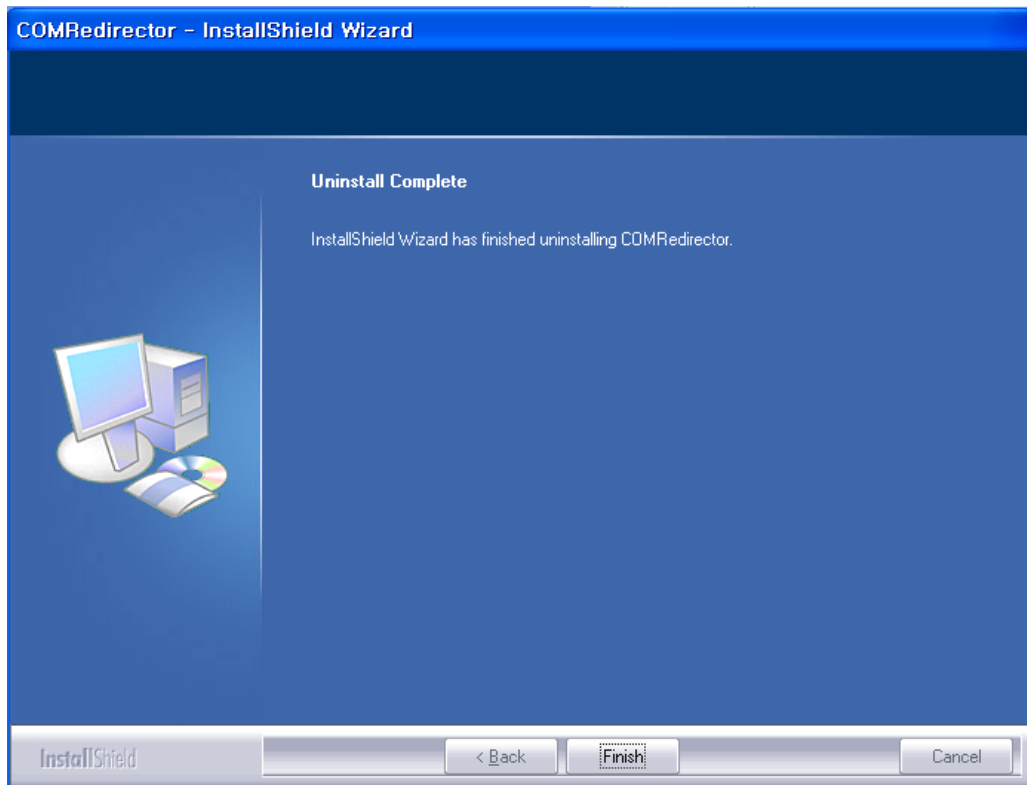 COMRedirector - InstallShield Wizard
Uninstall Complete
InstallShield Wizard has finished uninstalling COMRedirector.
InstallShield
< Back
Finish
Cancel